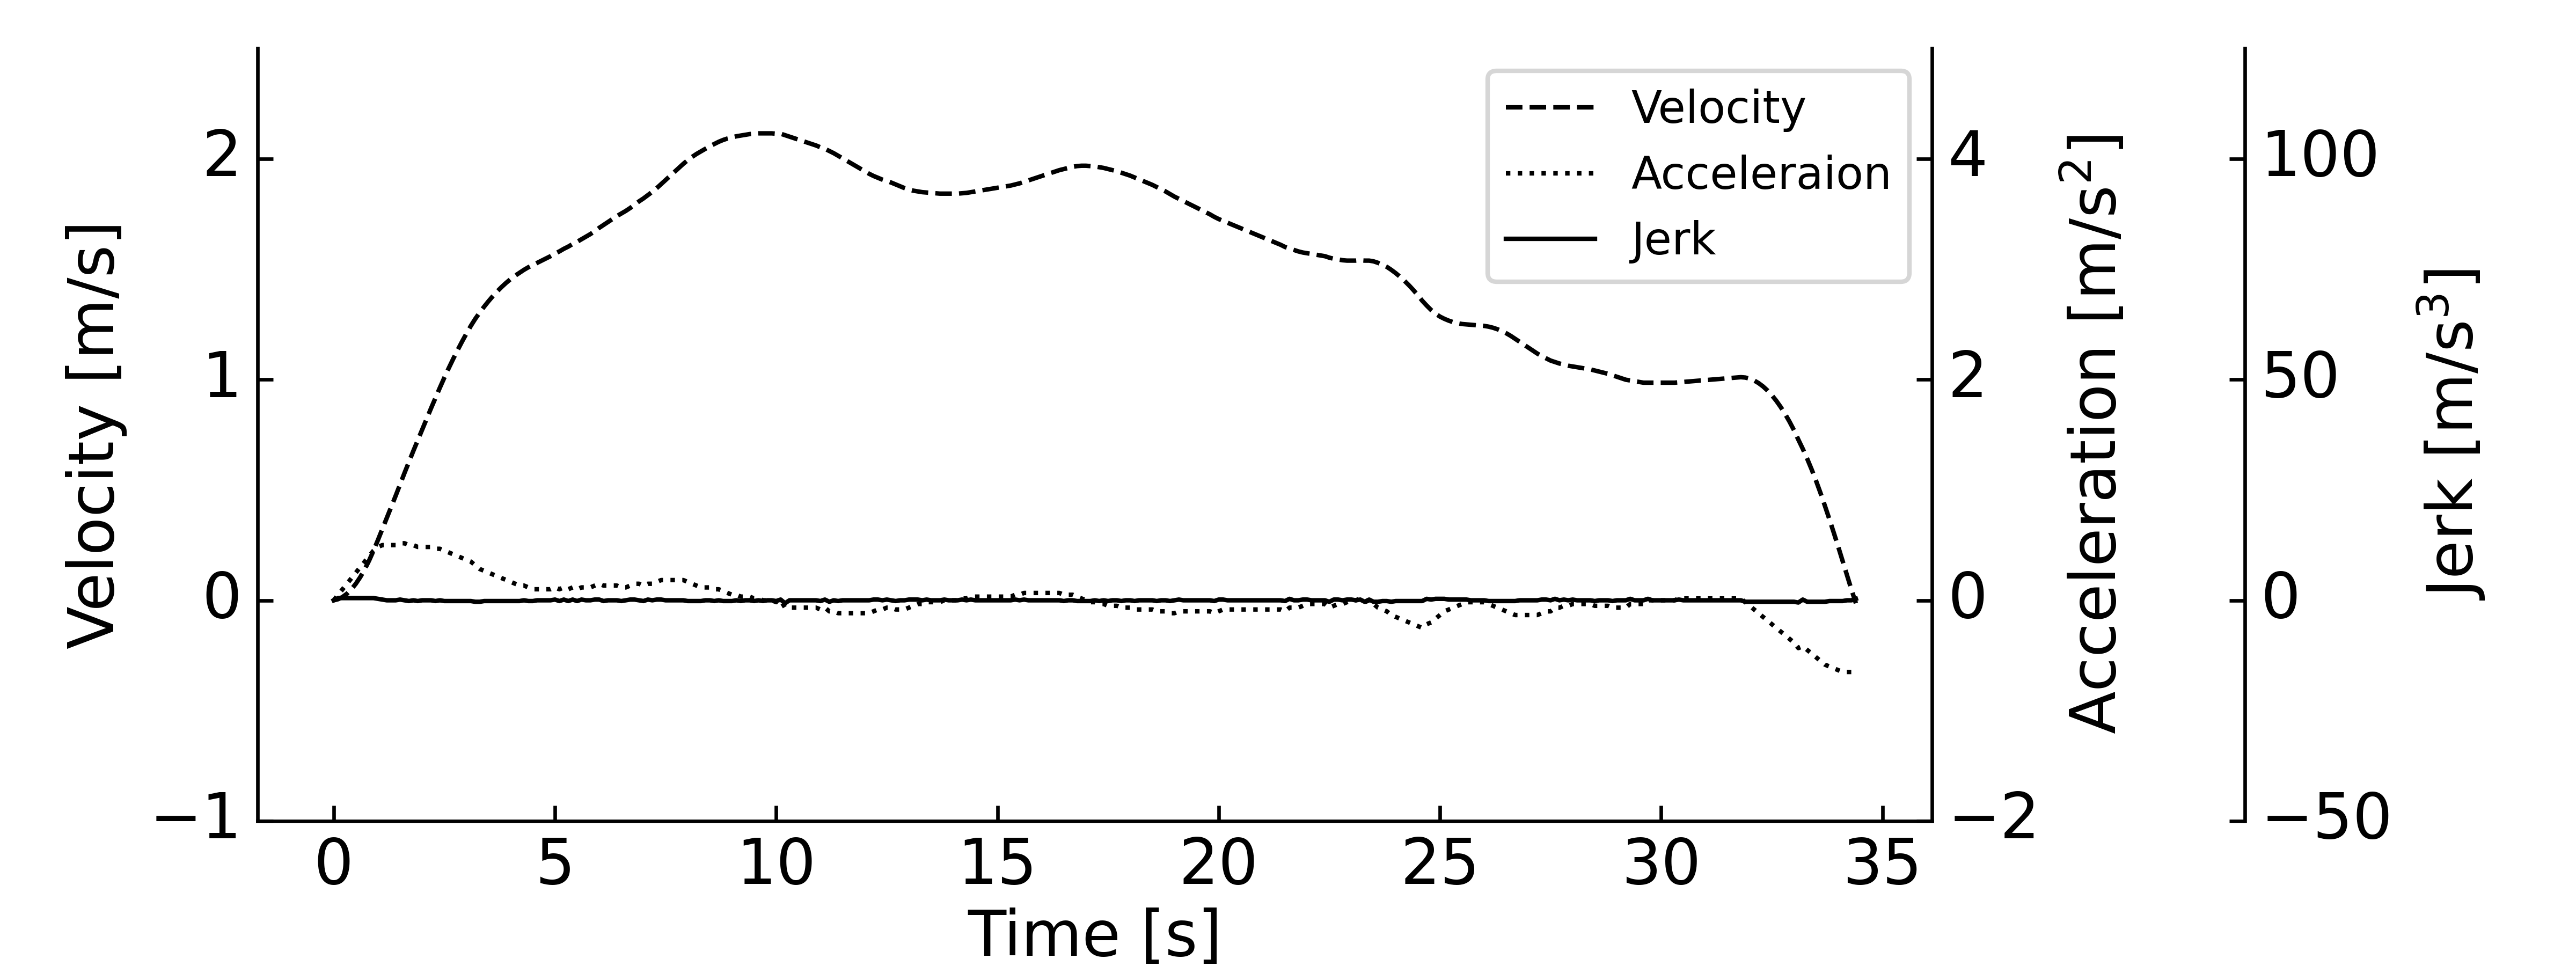 Velocity [m/s]
2
1
0
−1
Velocity
Acceleraion
Jerk
4
2
0
−2
Acceleration [m/s²]
100
50
0
−50
Jerk [m/s³]
0 5 10 15 20 25 30 35
Time [s]